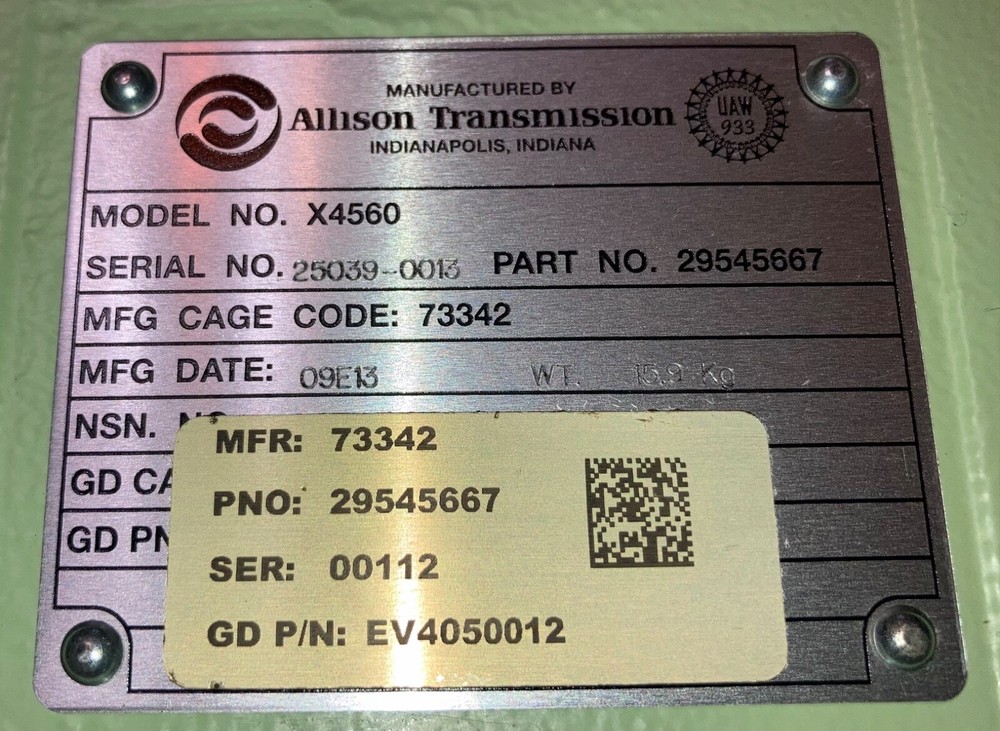 MANUFACTURED BY
Allison Transmission
INDIANAPOLIS, INDIANA
UAW
933
MODEL NO. X4560
SERIAL NO. 25039-0013 PART NO. 29545667
MFG CAGE CODE: 73342
MFG DATE: 09E13 WT. 15.9 Kg
NSN.
GD
GD
MFR: 73342
PNO: 29545667
SER: 00112
GD P/N: EV4050012